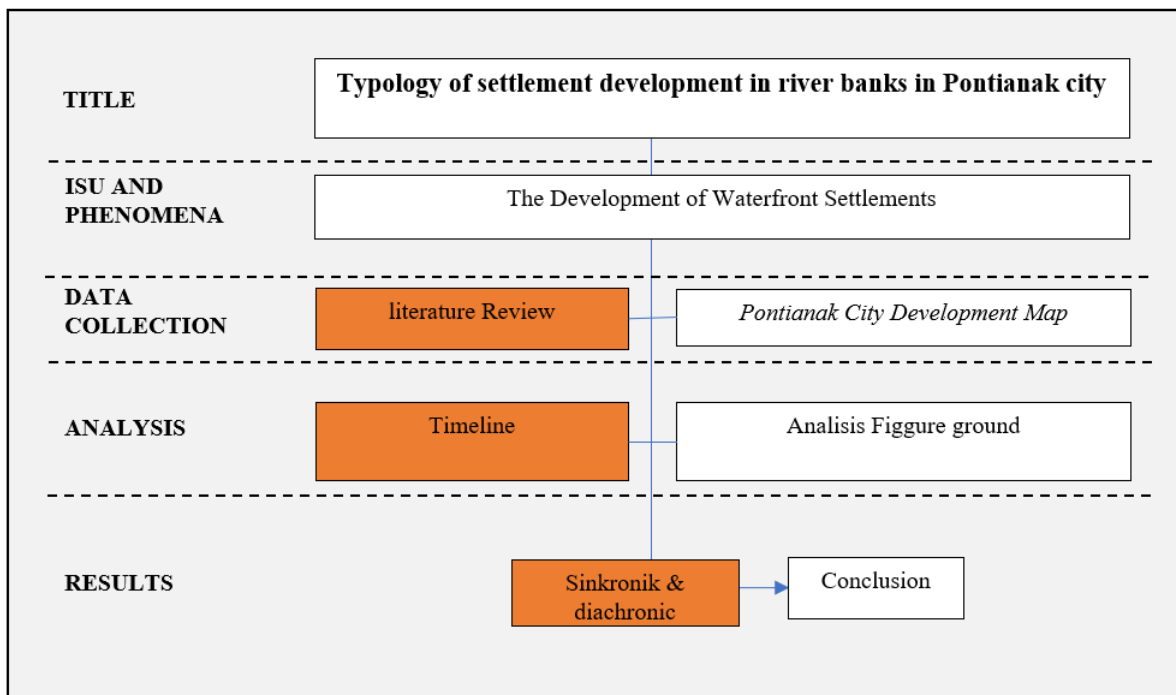 TITLE
Typology of settlement development in river banks in Pontianak city
ISU AND
PHENOMENA
The Development of Waterfront Settlements
DATA
COLLECTION
literature Review
Pontianak City Development Map
ANALYSIS
Timeline
Analisis Figgure ground
RESULTS
Sinkronik &
diachronic
Conclusion